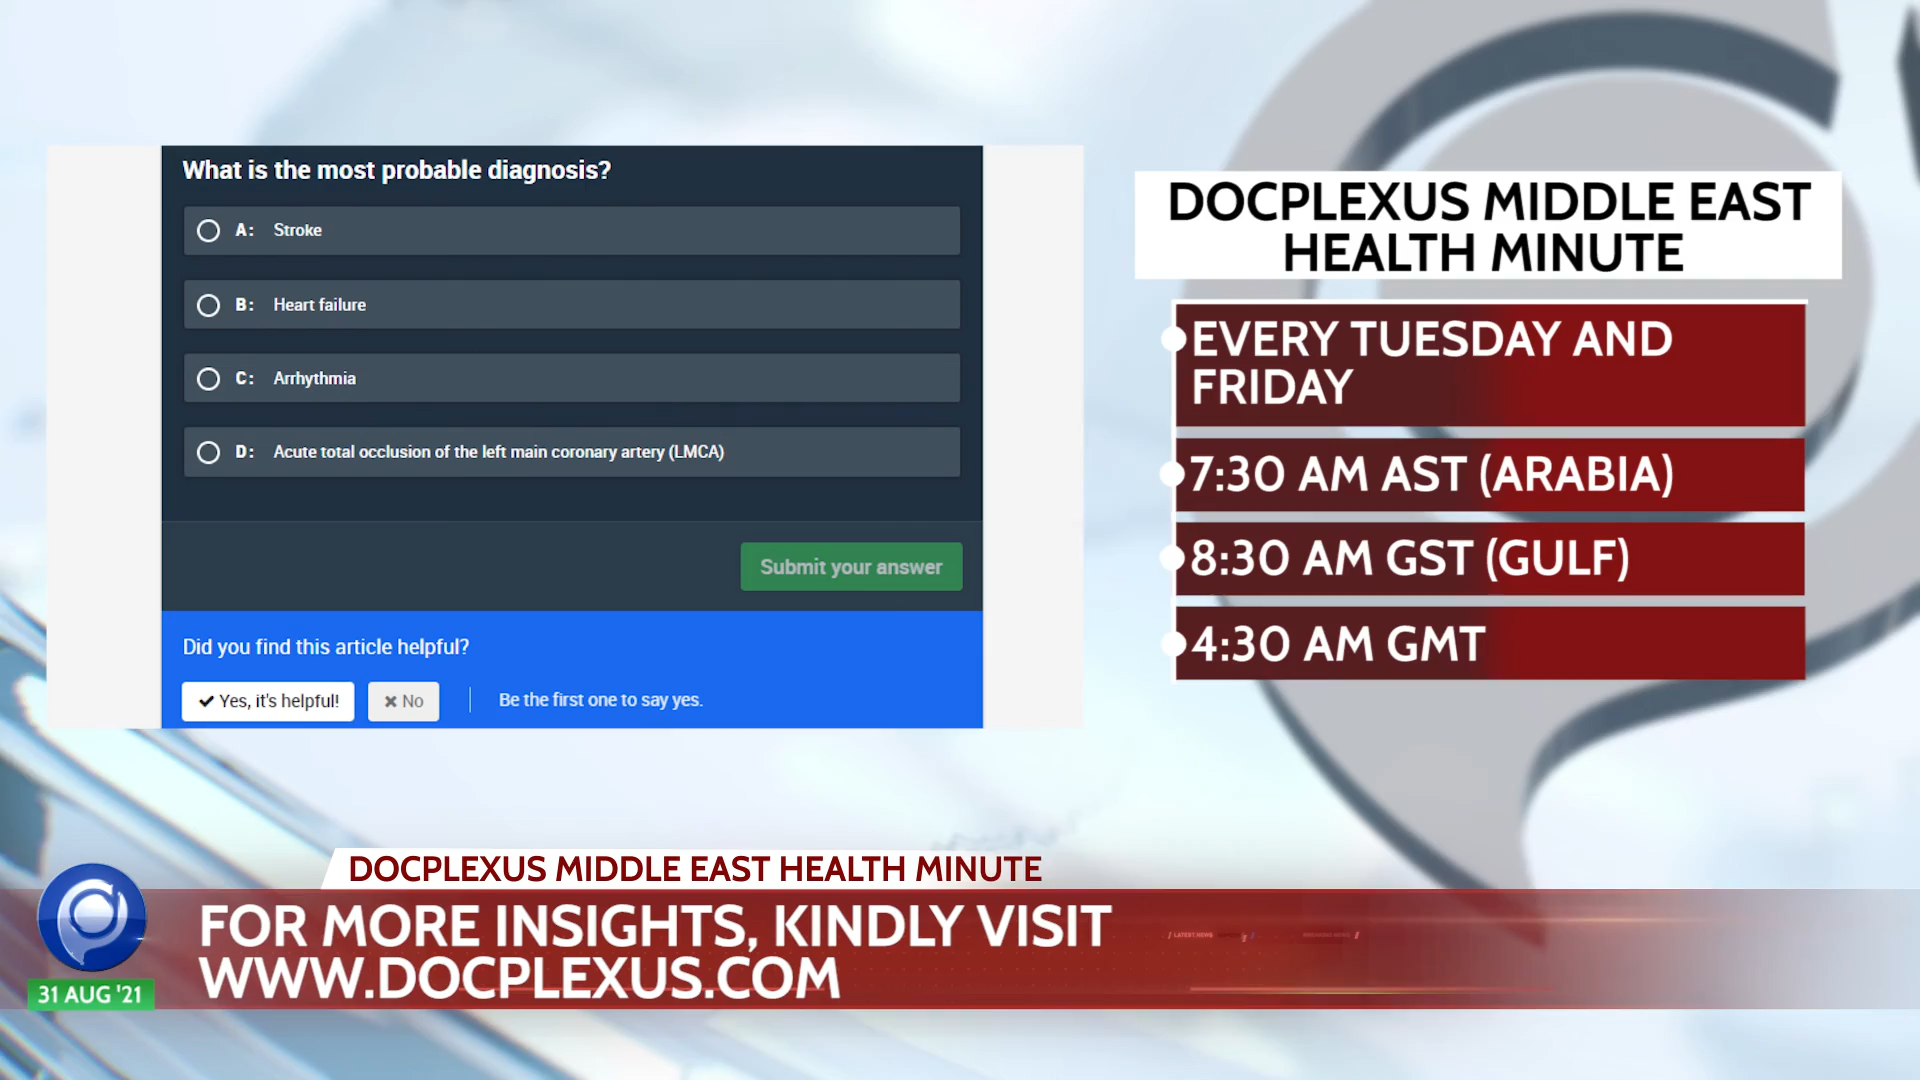 What is the most probable diagnosis?
A: Stroke
B: Heart failure
C: Arrhythmia
D: Acute total occlusion of the left main coronary artery (LMCA)
Submit your answer
Did you find this article helpful?
Yes, it's helpful!
No
Be the first one to say yes.
DOCPLEXUS MIDDLE EAST
HEALTH MINUTE
EVERY TUESDAY AND
FRIDAY
7:30 AM AST (ARABIA)
8:30 AM GST (GULF)
4:30 AM GMT
DOCPLEXUS MIDDLE EAST HEALTH MINUTE
FOR MORE INSIGHTS, KINDLY VISIT
WWW.DOCPLEXUS.COM
31 AUG '21
LATEST NEWS
BREAKING NEWS